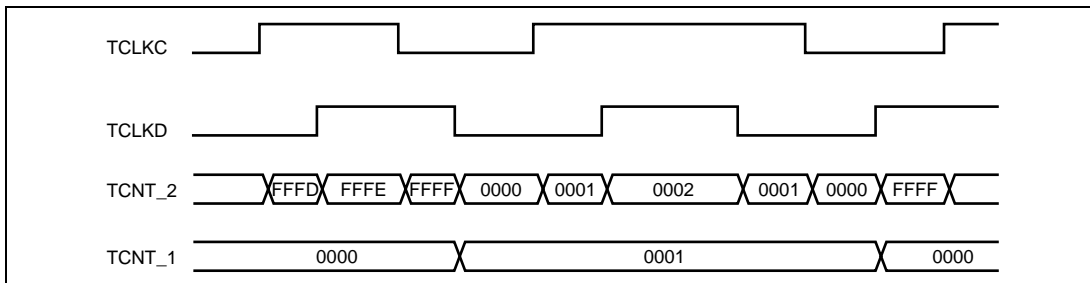 TCLKC
TCLKD
TCNT_2 FFFD FFFE FFFF 0000 0001 0002 0001 0000 FFFF
TCNT_1 0000 0001 0000